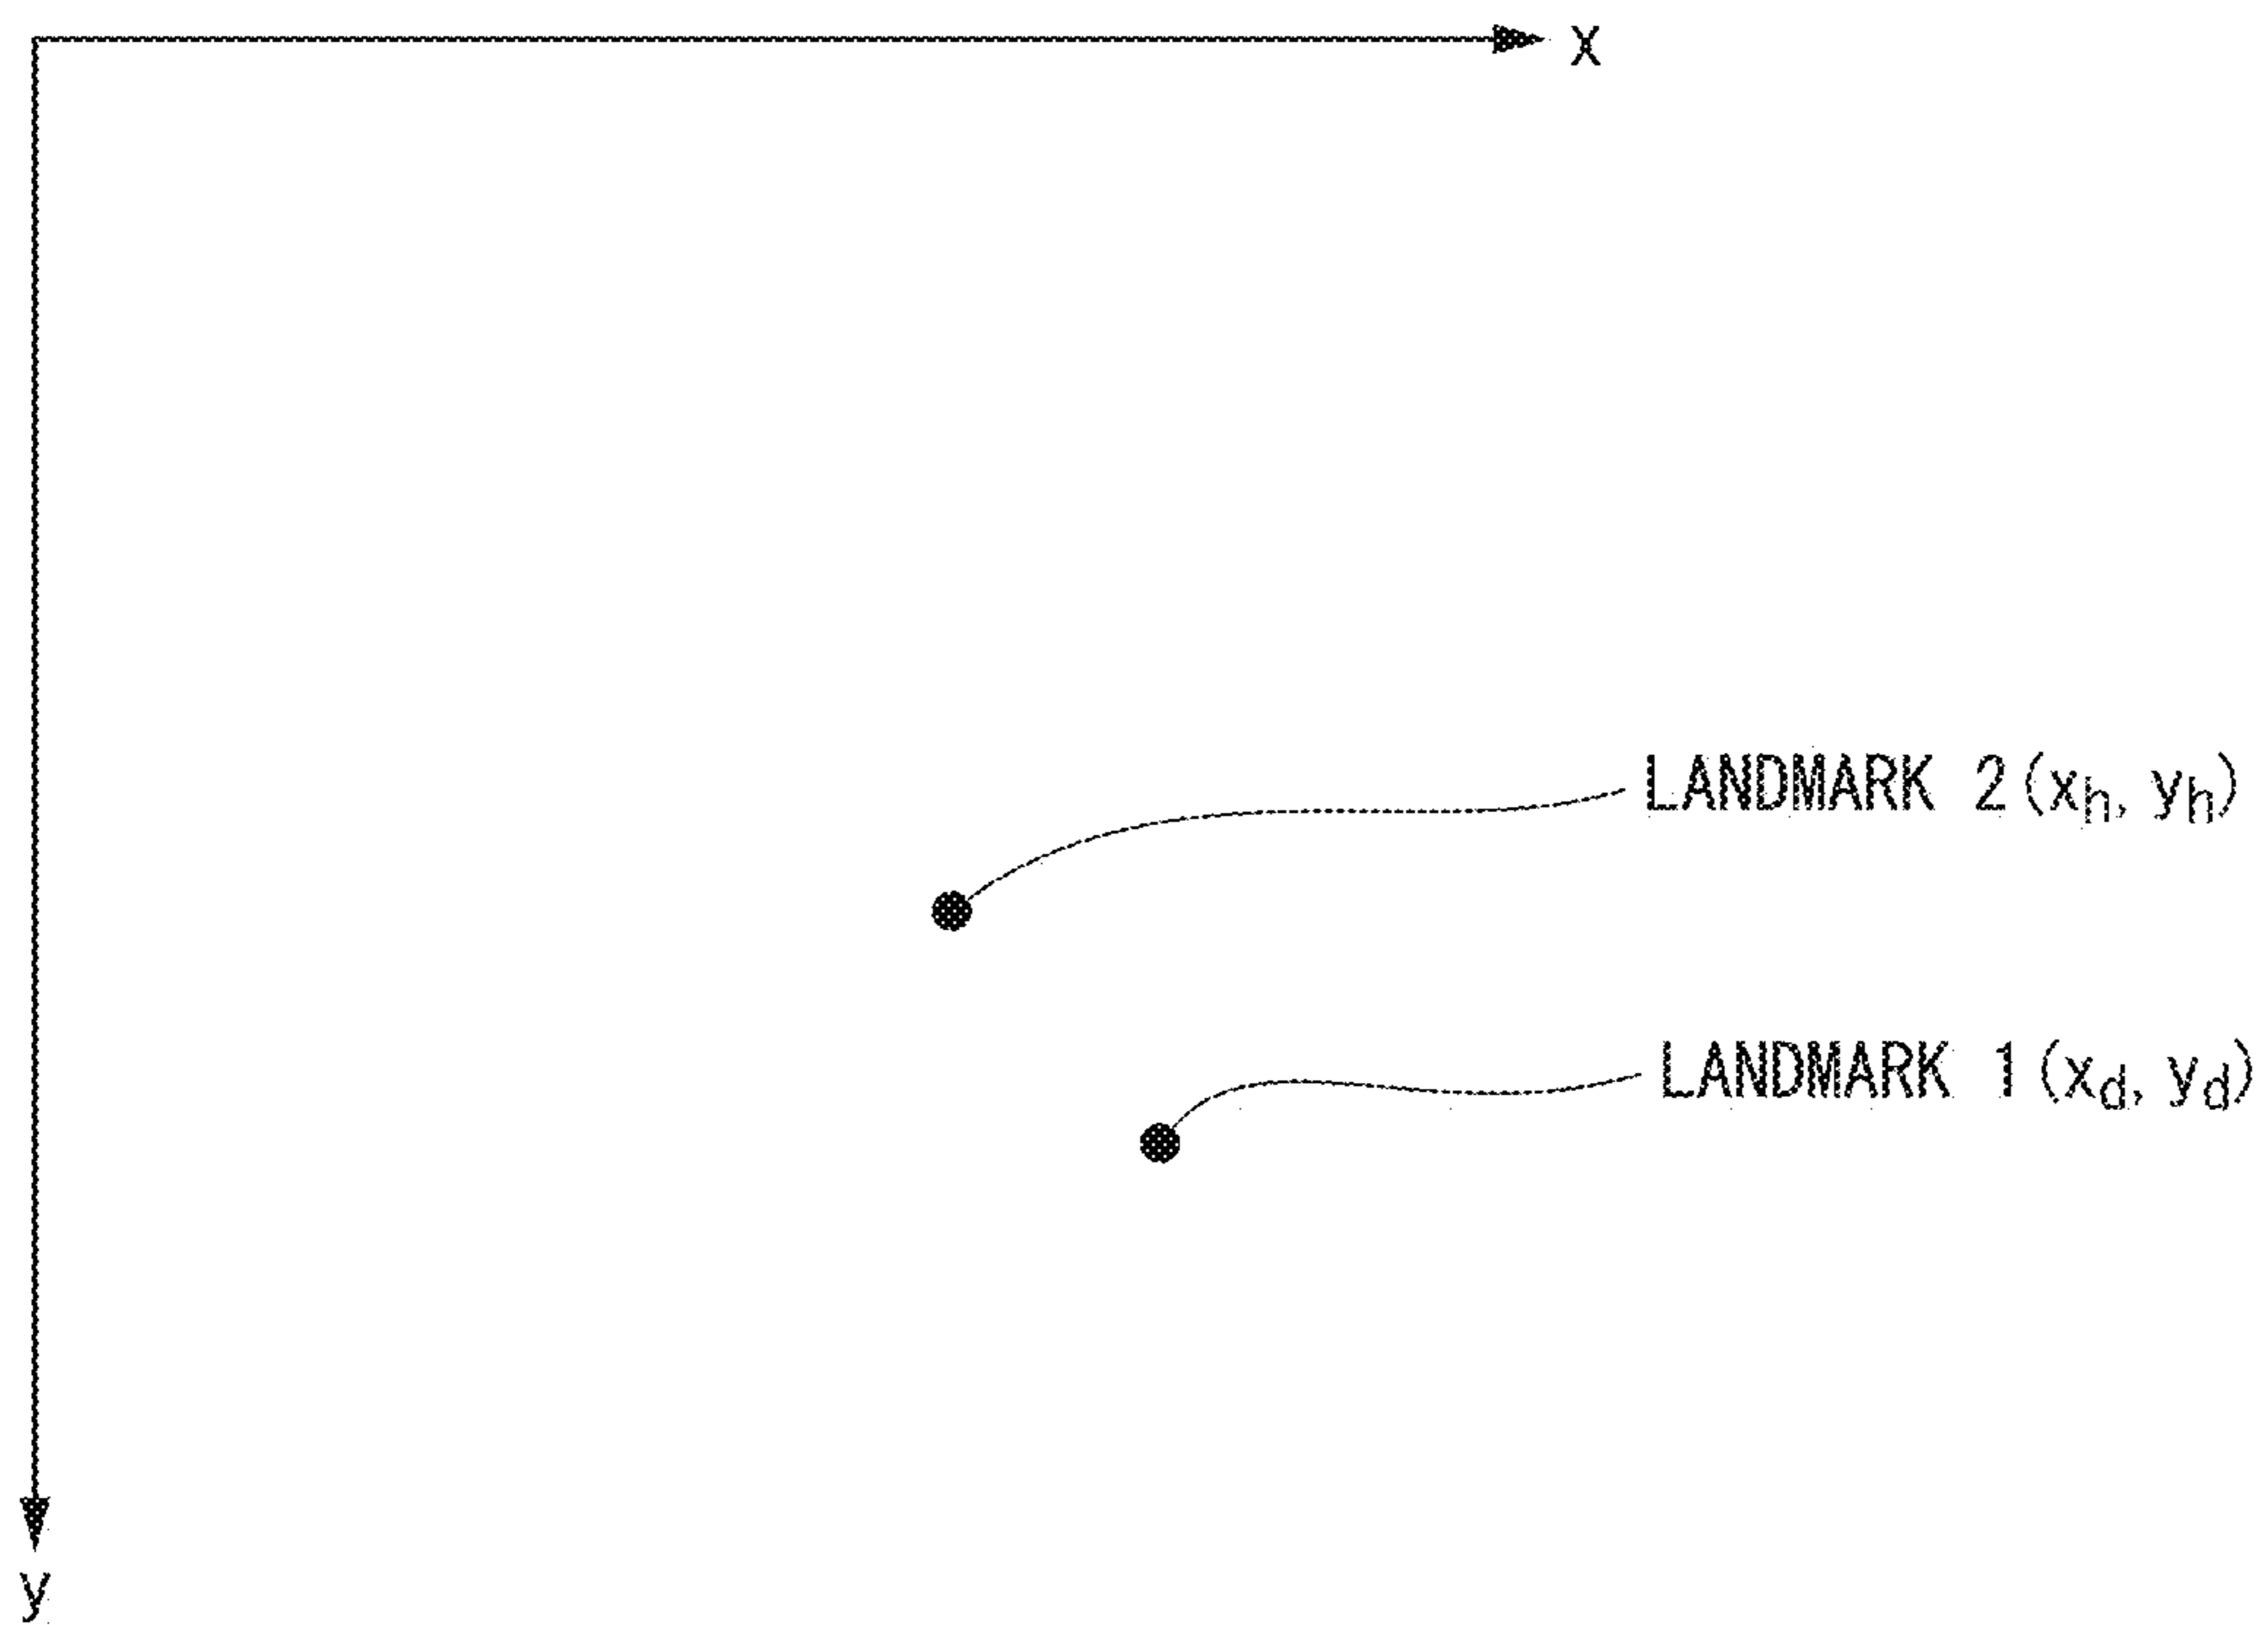 x
LANDMARK 2(xh, yh)
LANDMARK 1(xd, yd)
y